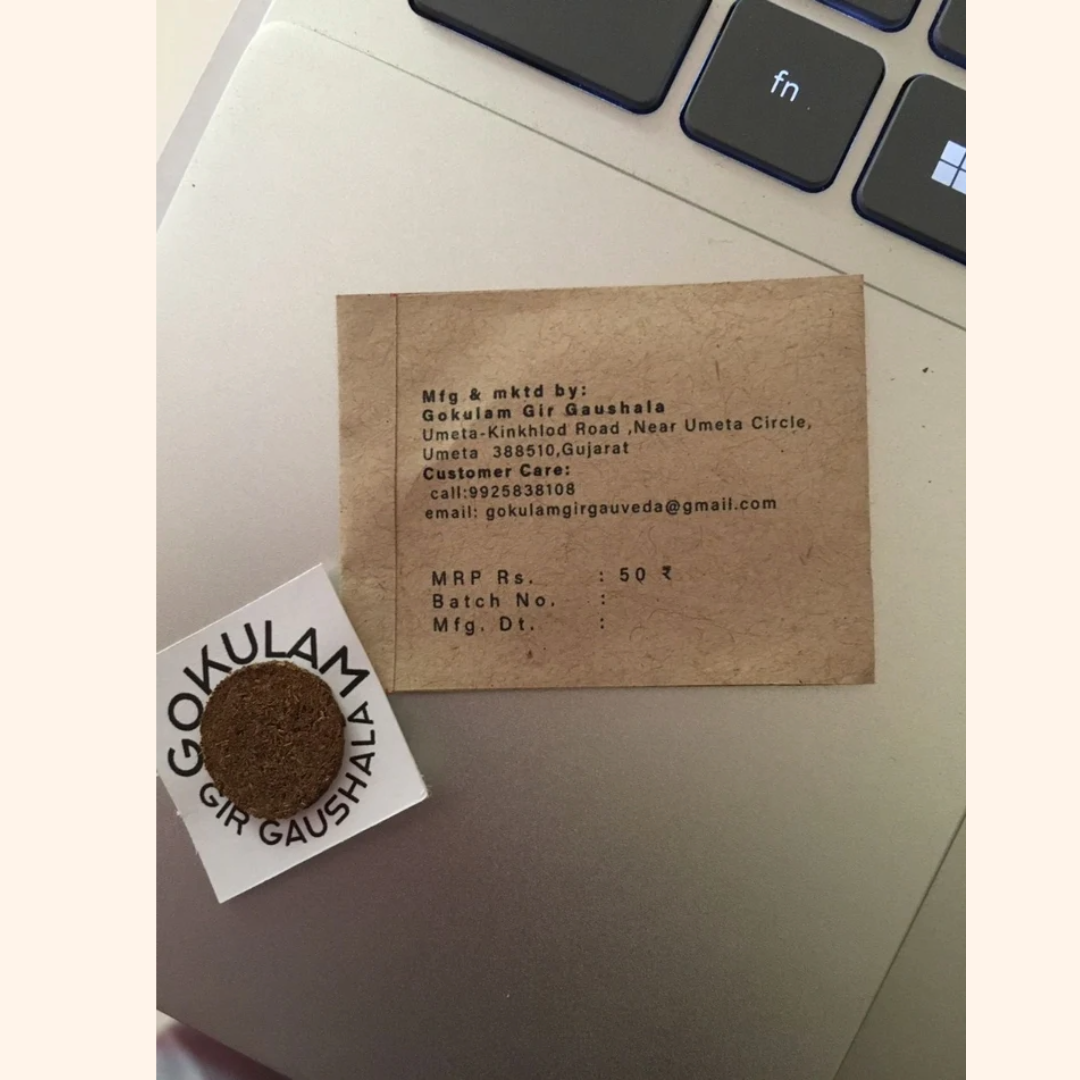 fn
Mfg & mktd by:
Gokulam Gir Gaushala
Umeta-Kinkhlod Road ,Near Umeta Circle,
Umeta 388510,Gujarat
Customer Care:
call:9925838108
email: gokulamgirgauveda@gmail.com
MRP Rs. : 50 ₹
Batch No. :
Mfg. Dt. :
GOKULAM
GIR GAUSHALA